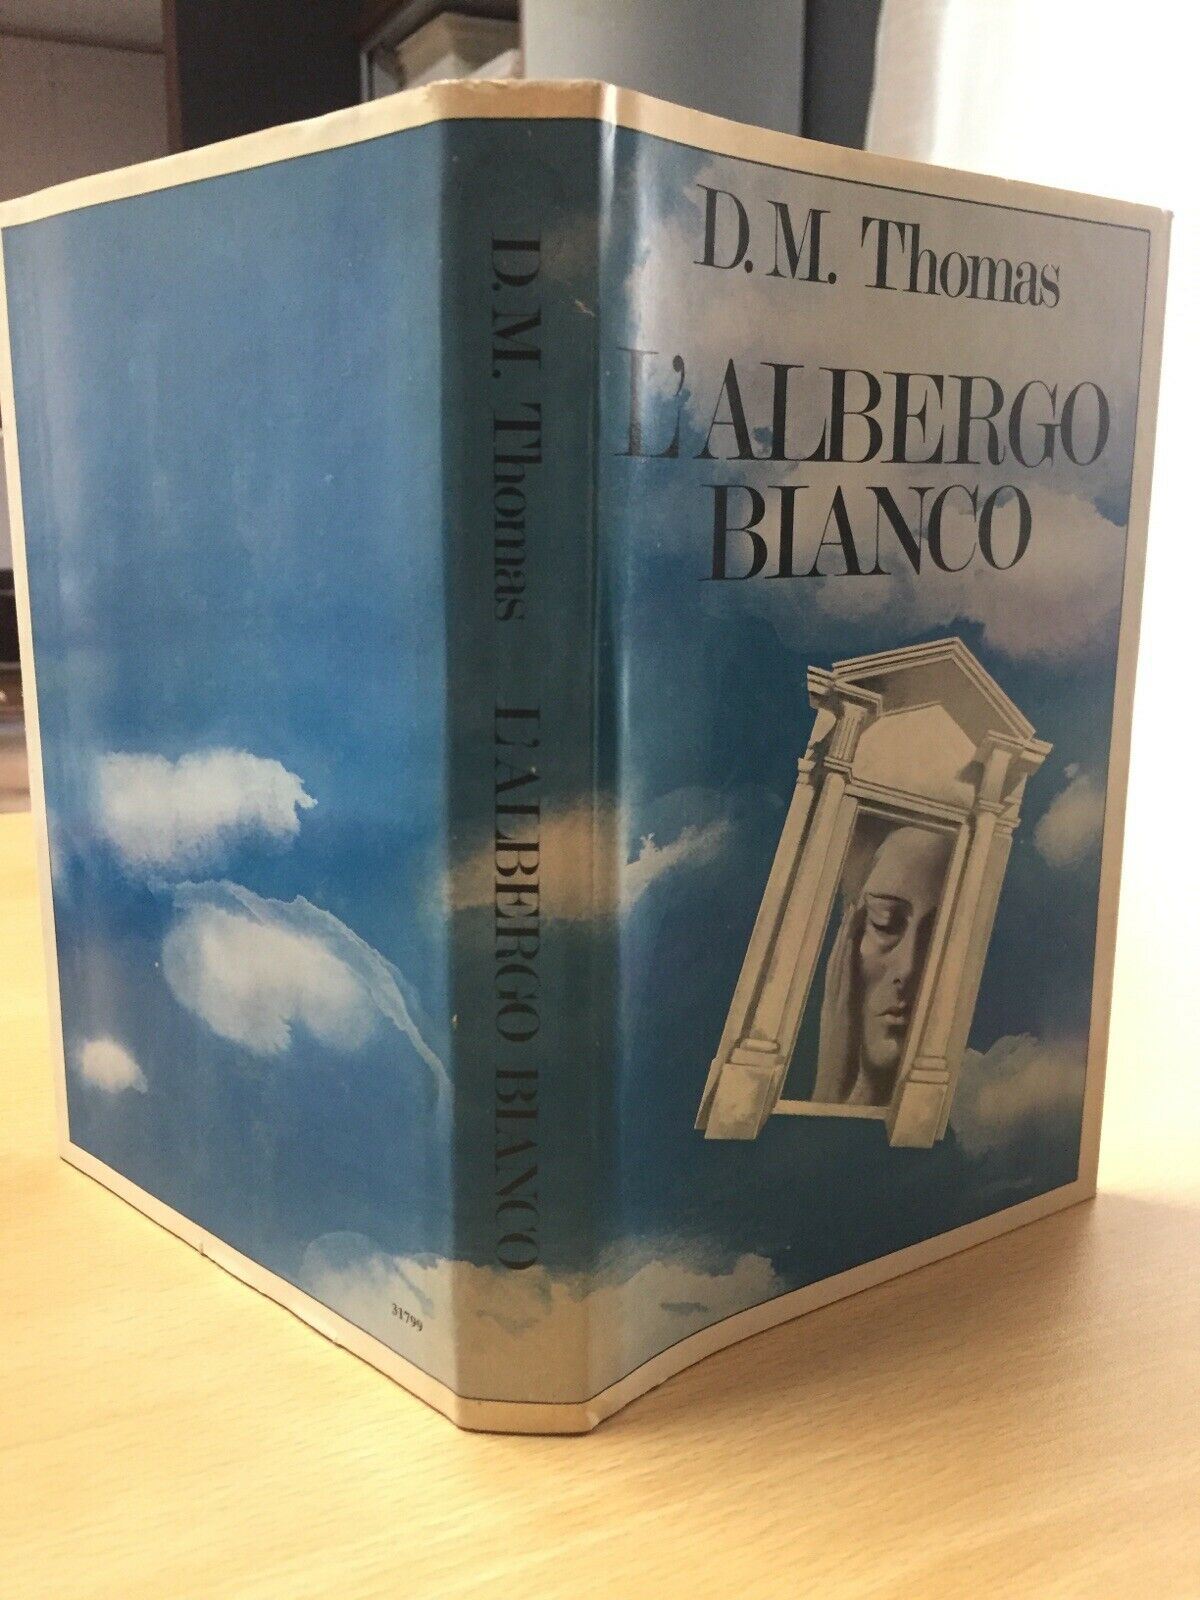 D.M. Thomas
L'ALBERGO
BIANCO
D.M. Thomas L'ALBERGO BIANCO
31799